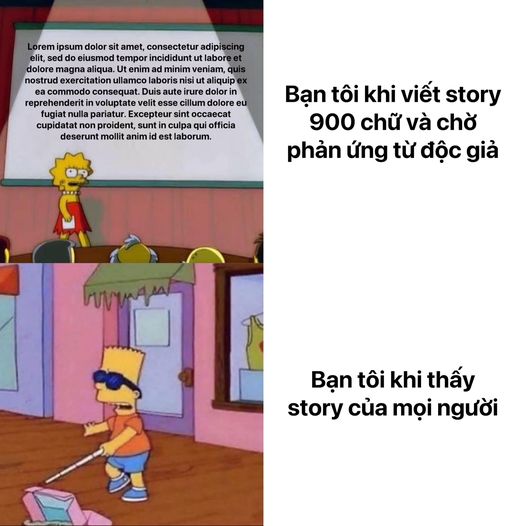 Lorem ipsum dolor sit amet, consectetur adipiscing
elit, sed do eiusmod tempor incididunt ut labore et
dolore magna aliqua. Ut enim ad minim veniam, quis
nostrud exercitation ullamco laboris nisi ut aliquip ex
ea commodo consequat. Duis aute irure dolor in
reprehenderit in voluptate velit esse cillum dolore eu
fugiat nulla pariatur. Excepteur sint occaecat
cupidatat non proident, sunt in culpa qui officia
deserunt mollit anim id est laborum.
Bạn tôi khi viết story
900 chữ và chờ
phản ứng từ độc giả
Bạn tôi khi thấy
story của mọi người